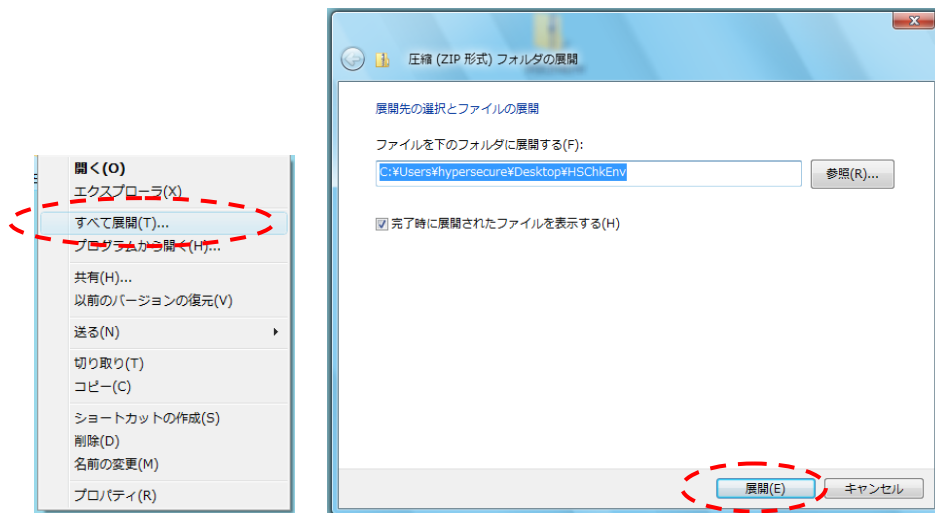 開く(O)
エクスプローラ(X)
すべて展開(T)...
プログラムから開く(H)...
共有(H)...
以前のバージョンの復元(V)
送る(N)
切り取り(T)
コピー(C)
ショートカットの作成(S)
削除(D)
名前の変更(M)
プロパティ(R)
圧縮 (ZIP 形式) フォルダの展開
展開先の選択とファイルの展開
ファイルを下のフォルダに展開する(F):
C:¥Users¥hypersecure¥Desktop¥HSChkEnv
参照(R)...
完了時に展開されたファイルを表示する(H)
展開(E)
キャンセル